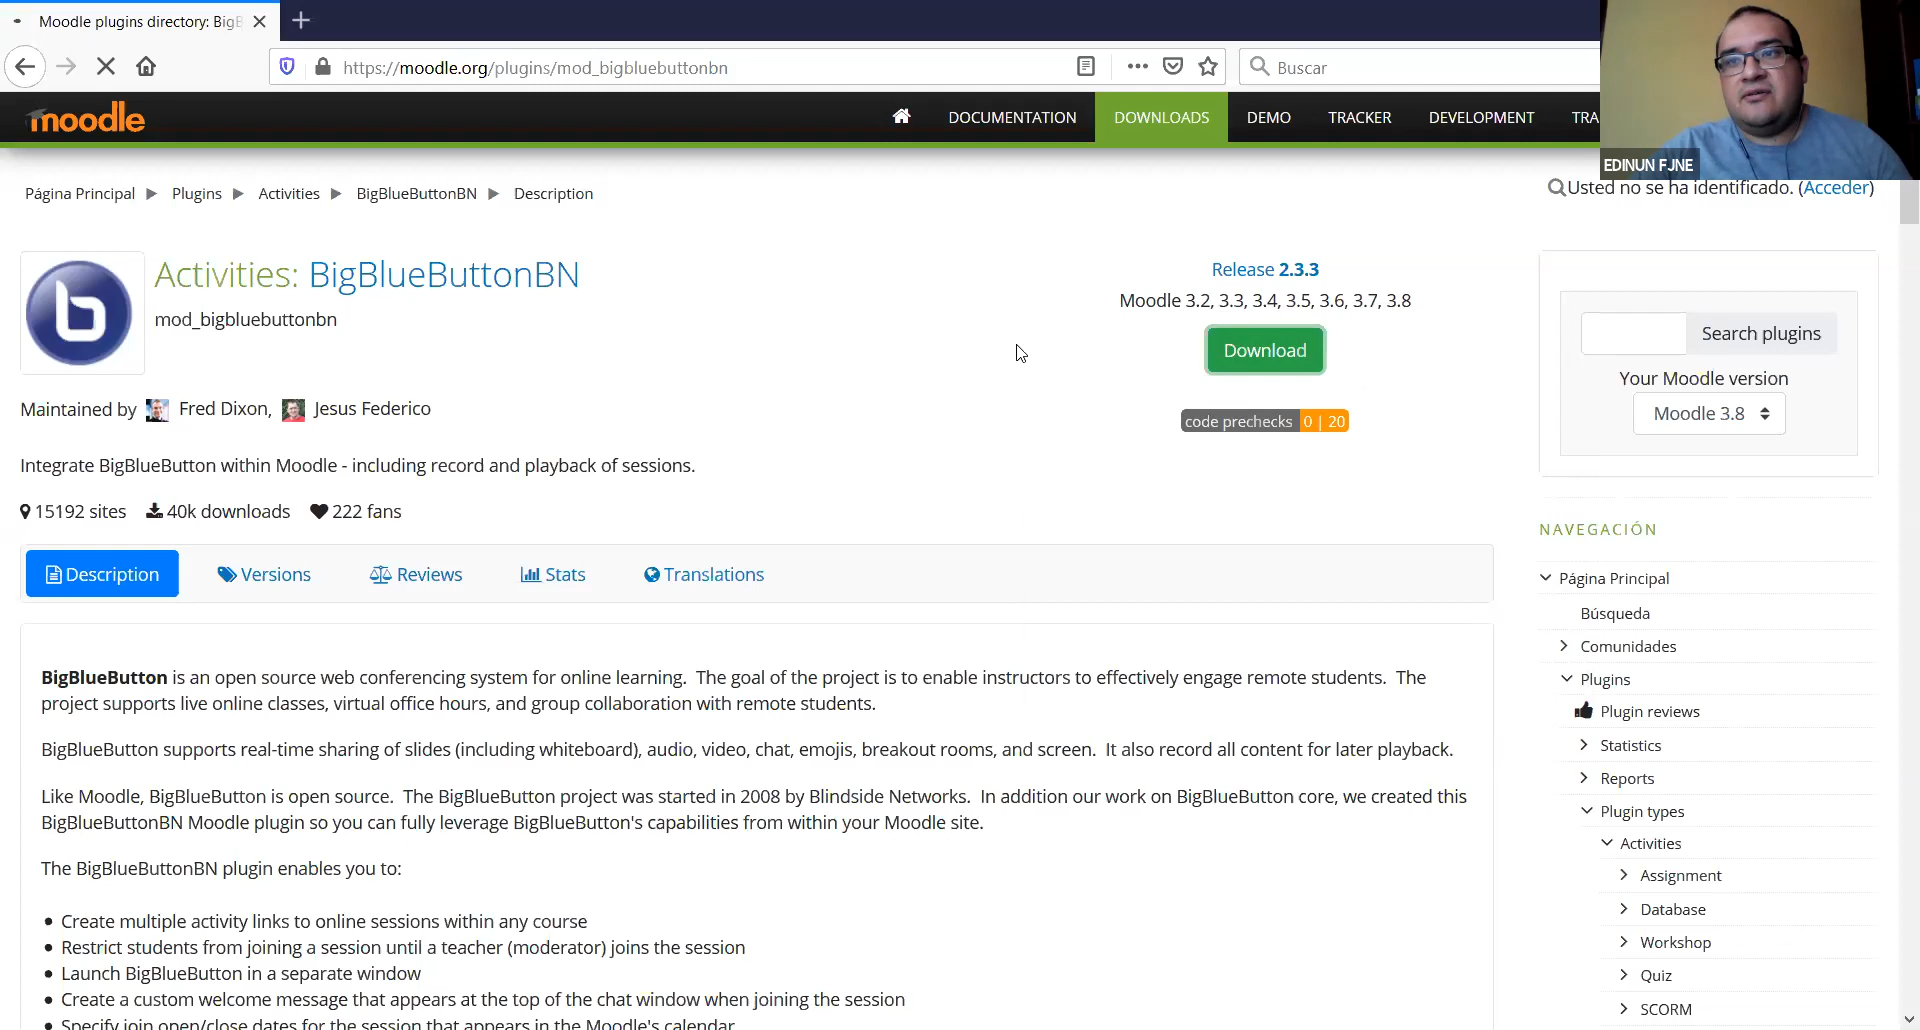 Moodle plugins directory: BigB
https://moodle.org/plugins/mod_bigbluebuttonbn
Buscar
moodle
DOCUMENTATION
DOWNLOADS
DEMO
TRACKER
DEVELOPMENT
TRA
EDINUN FJNE
Página Principal
Plugins
Activities
BigBlueButtonBN
Description
Usted no se ha identificado. (Acceder)
Activities: BigBlueButtonBN
mod_bigbluebuttonbn
Release 2.3.3
Moodle 3.2, 3.3, 3.4, 3.5, 3.6, 3.7, 3.8
Download
code prechecks 0 | 20
Maintained by Fred Dixon, Jesus Federico
Integrate BigBlueButton within Moodle - including record and playback of sessions.
15192 sites
40k downloads
222 fans
Description
Versions
Reviews
Stats
Translations
BigBlueButton is an open source web conferencing system for online learning. The goal of the project is to enable instructors to effectively engage remote students. The
project supports live online classes, virtual office hours, and group collaboration with remote students.
BigBlueButton supports real-time sharing of slides (including whiteboard), audio, video, chat, emojis, breakout rooms, and screen. It also record all content for later playback.
Like Moodle, BigBlueButton is open source. The BigBlueButton project was started in 2008 by Blindside Networks. In addition our work on BigBlueButton core, we created this
BigBlueButtonBN Moodle plugin so you can fully leverage BigBlueButton's capabilities from within your Moodle site.
The BigBlueButtonBN plugin enables you to:
Create multiple activity links to online sessions within any course
Restrict students from joining a session until a teacher (moderator) joins the session
Launch BigBlueButton in a separate window
Create a custom welcome message that appears at the top of the chat window when joining the session
Specify join open/close dates for the session that appears in the Moodle's calendar
Search plugins
Your Moodle version
Moodle 3.8
NAVEGACIÓN
Página Principal
Búsqueda
Comunidades
Plugins
Plugin reviews
Statistics
Reports
Plugin types
Activities
Assignment
Database
Workshop
Quiz
SCORM